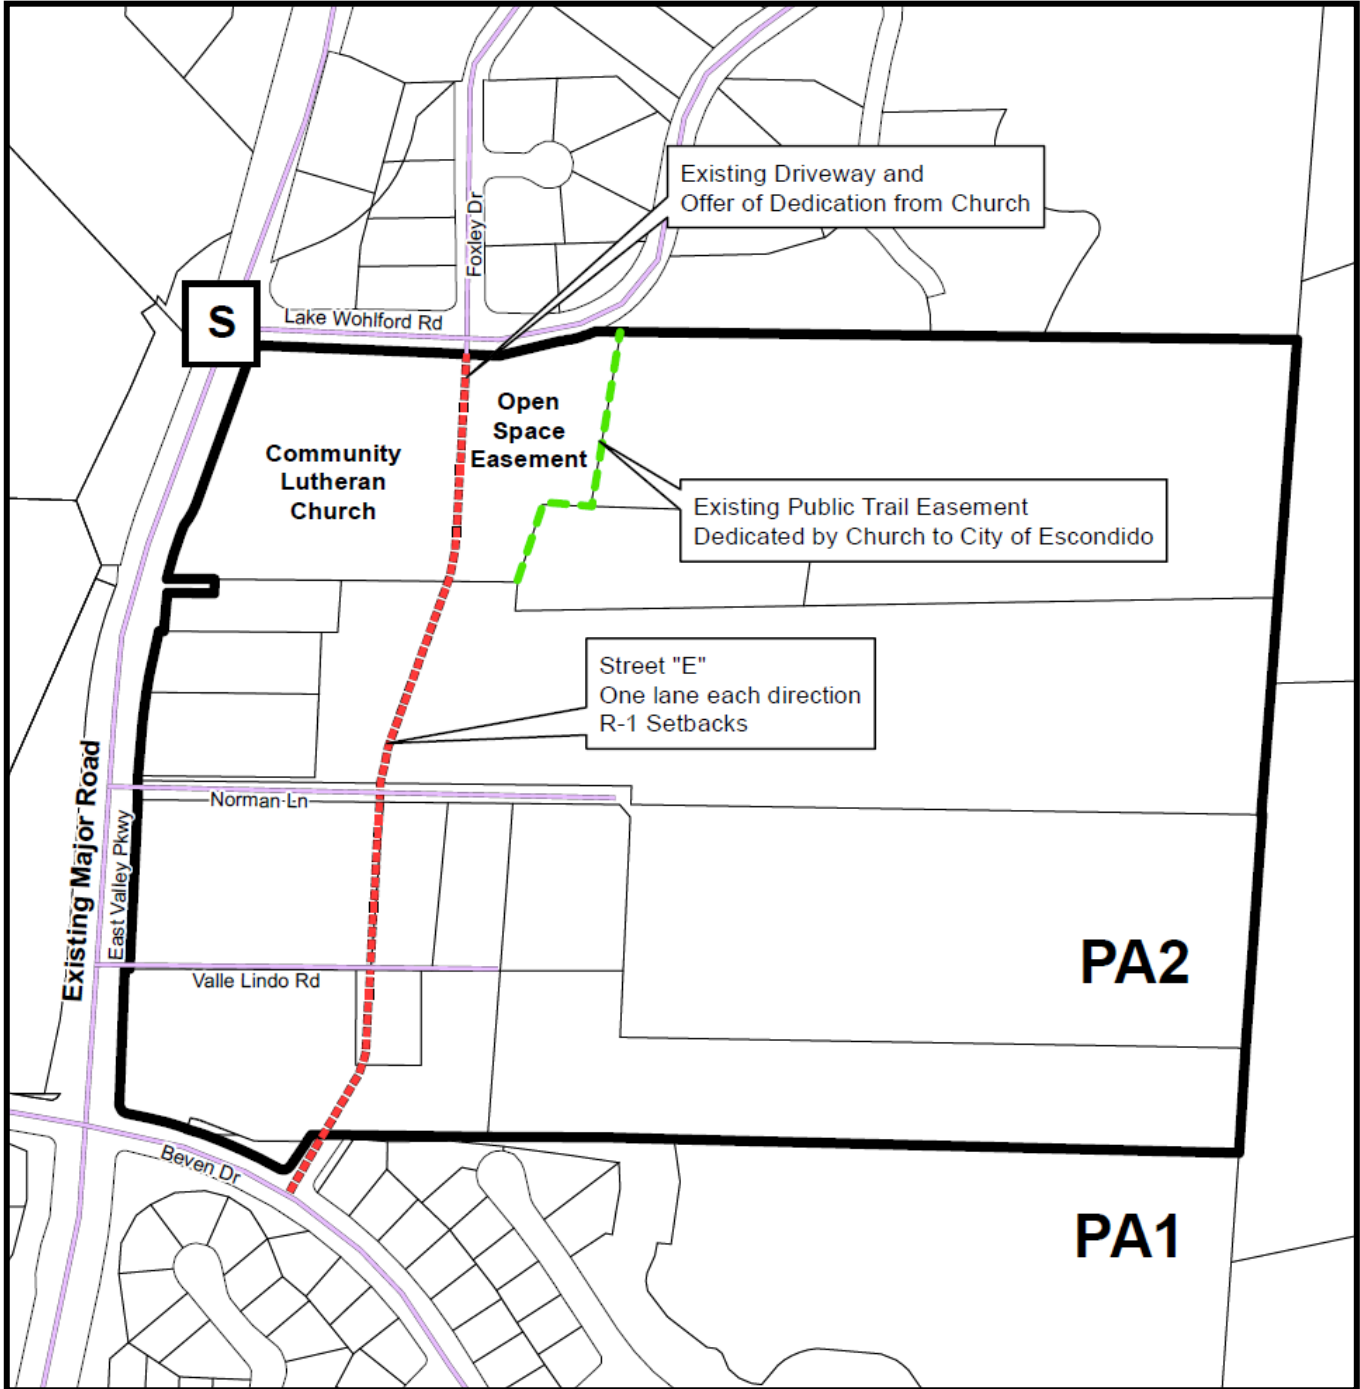 Existing Driveway and
Offer of Dedication from Church
Foxley Dr
S
Lake Wohlford Rd
Open
Space
Easement
Community
Lutheran
Church
Existing Public Trail Easement
Dedicated by Church to City of Escondido
Street "E"
One lane each direction
R-1 Setbacks
Existing Major Road
East Valley Pkwy
Norman Ln
Valle Lindo Rd
PA2
Beven Dr
PA1